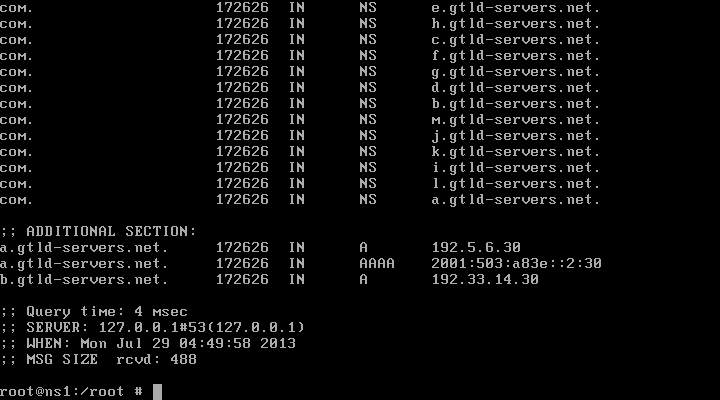 com.                    172626  IN      NS      e.gtld-servers.net.
com.                    172626  IN      NS      h.gtld-servers.net.
com.                    172626  IN      NS      c.gtld-servers.net.
com.                    172626  IN      NS      f.gtld-servers.net.
com.                    172626  IN      NS      g.gtld-servers.net.
com.                    172626  IN      NS      d.gtld-servers.net.
com.                    172626  IN      NS      b.gtld-servers.net.
com.                    172626  IN      NS      m.gtld-servers.net.
com.                    172626  IN      NS      j.gtld-servers.net.
com.                    172626  IN      NS      k.gtld-servers.net.
com.                    172626  IN      NS      i.gtld-servers.net.
com.                    172626  IN      NS      l.gtld-servers.net.
com.                    172626  IN      NS      a.gtld-servers.net.

;; ADDITIONAL SECTION:
a.gtld-servers.net.     172626  IN      A       192.5.6.30
a.gtld-servers.net.     172626  IN      AAAA    2001:503:a83e::2:30
b.gtld-servers.net.     172626  IN      A       192.33.14.30

;; Query time: 4 msec
;; SERVER: 127.0.0.1#53(127.0.0.1)
;; WHEN: Mon Jul 29 04:49:58 2013
;; MSG SIZE  rcvd: 488

root@ns1:/root #